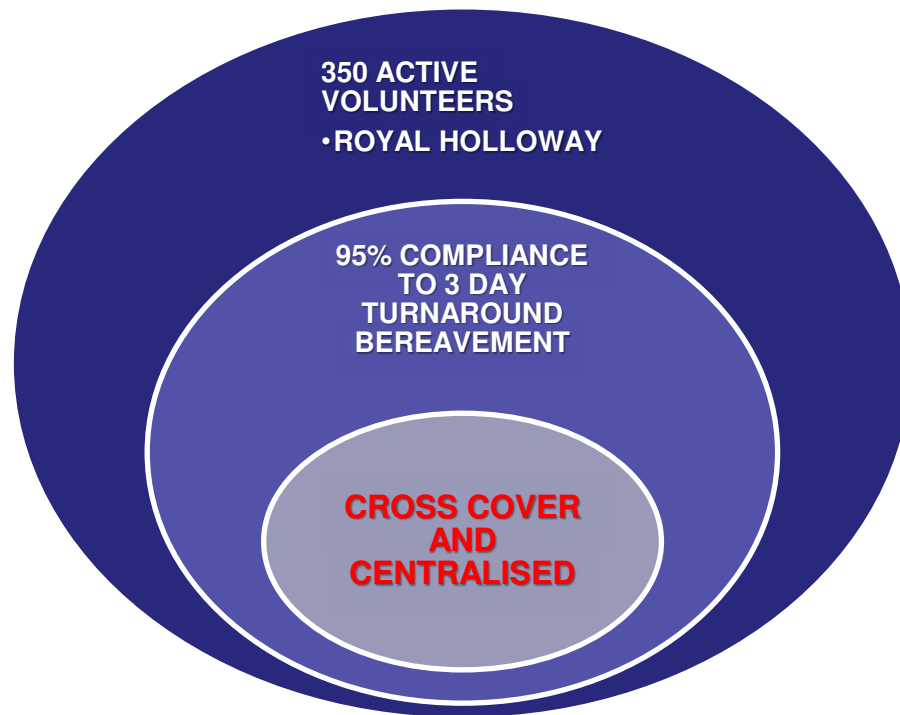 350 ACTIVE
VOLUNTEERS
•ROYAL HOLLOWAY
95% COMPLIANCE
TO 3 DAY
TURNAROUND
BEREAVEMENT
CROSS COVER
AND
CENTRALISED